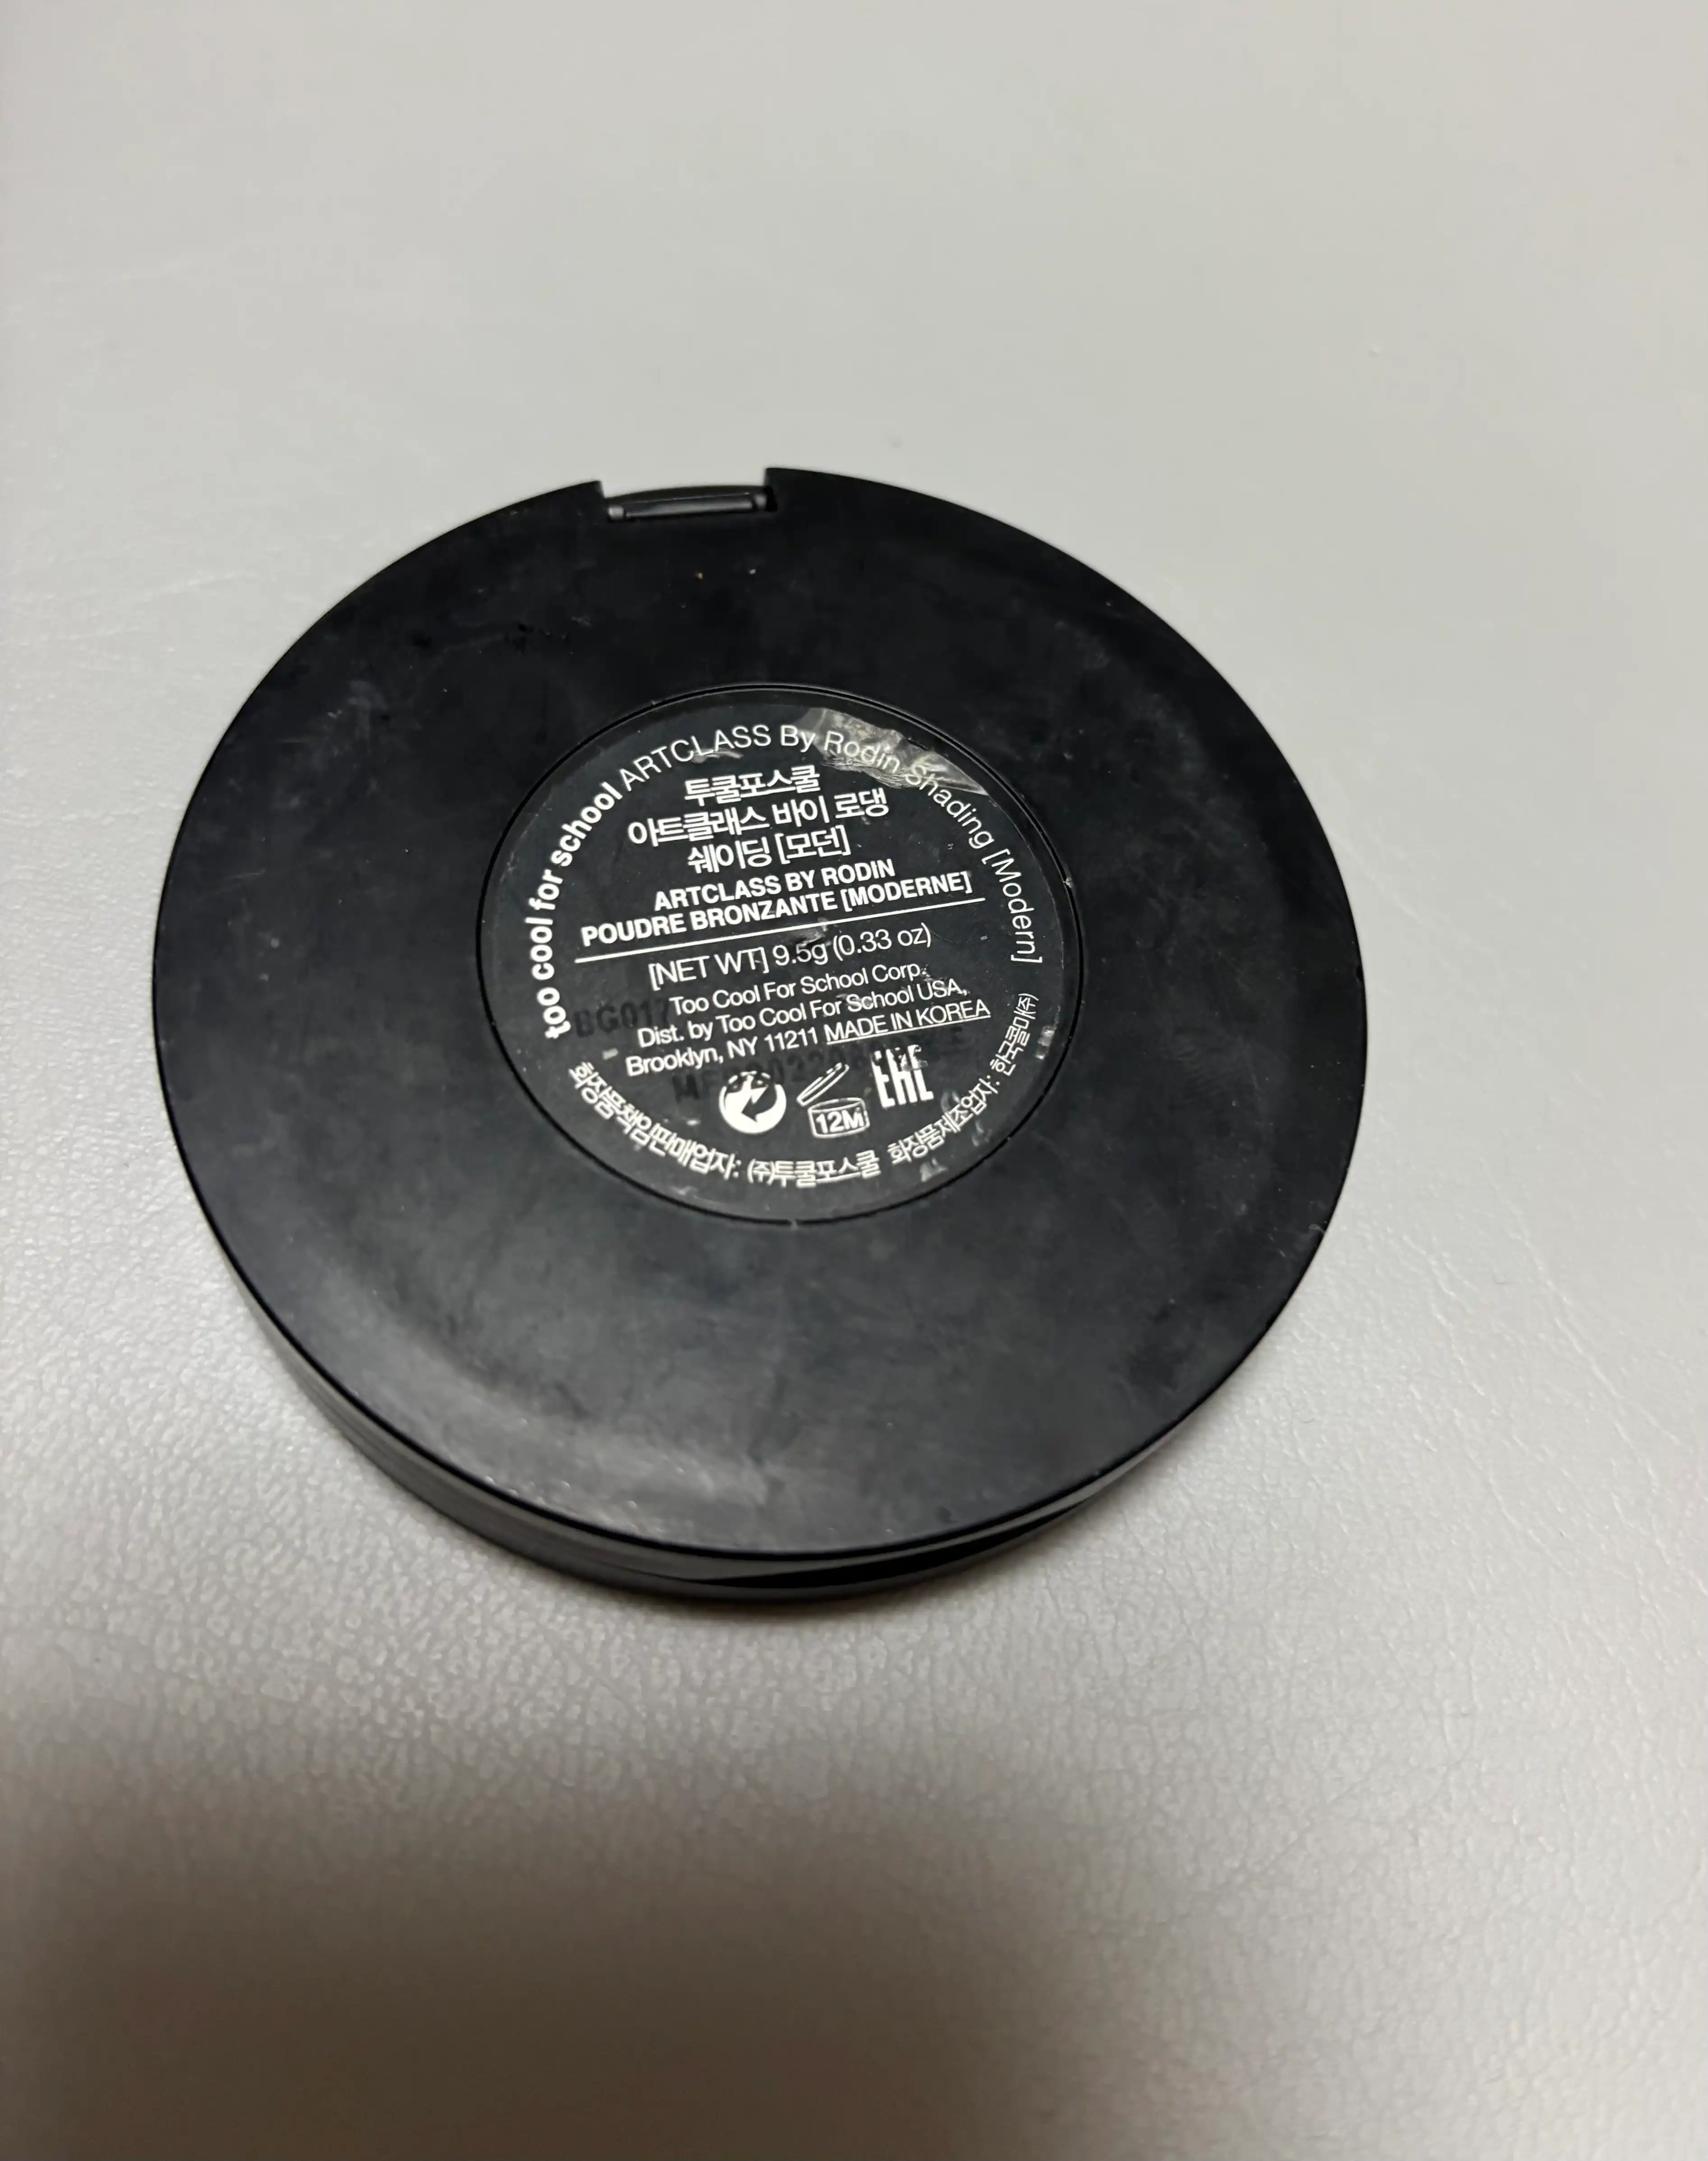 too cool for school ARTCLASS By Rodin Shading [Modern]
투쿨포스쿨
아트클래스 바이 로댕
쉐이딩 [모던]
ARTCLASS BY RODIN
POUDRE BRONZANTE [MODERNE]
[NET WT] 9.5g (0.33 oz)
Too Cool For School Corp.
Dist. by Too Cool For School USA,
Brooklyn, NY 11211 MADE IN KOREA
12M
EAC
화장품책임판매업자: (주)투쿨포스쿨 화장품제조업자: 한국콜마(주)